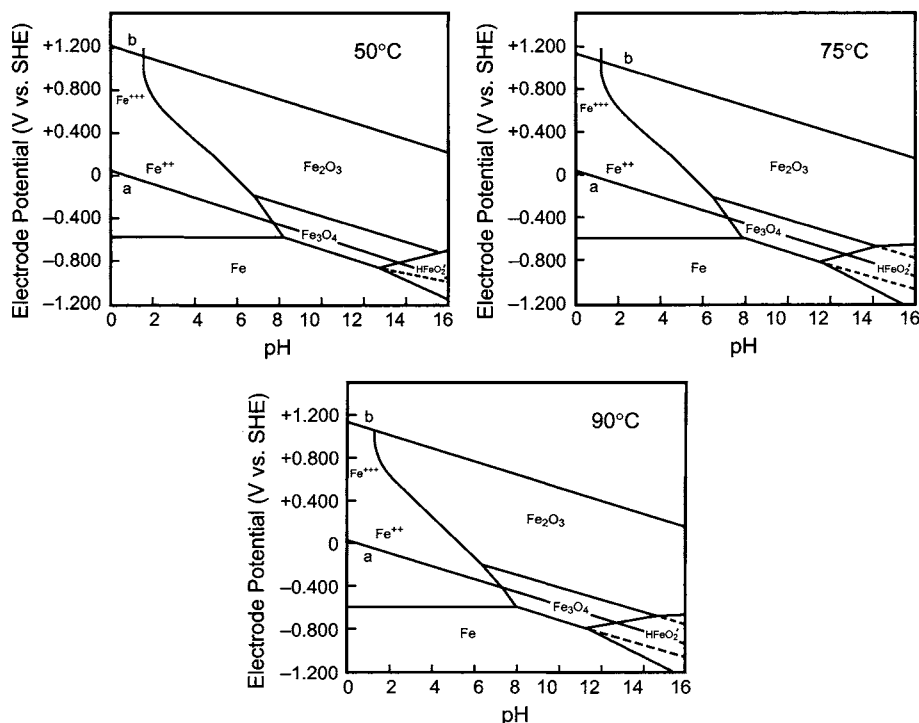 50°C
Electrode Potential (V vs. SHE)
+1.200
+0.800
+0.400
0
–0.400
–0.800
–1.200
b
Fe+++
Fe++
a
Fe2O3
Fe3O4
HFeO2-
Fe
0 2 4 6 8 10 12 14 16
pH
75°C
Electrode Potential (V vs. SHE)
+1.200
+0.800
+0.400
0
–0.400
–0.800
–1.200
b
Fe+++
Fe++
a
Fe2O3
Fe3O4
HFeO2-
Fe
0 2 4 6 8 10 12 14 16
pH
90°C
Electrode Potential (V vs. SHE)
+1.200
+0.800
+0.400
0
–0.400
–0.800
–1.200
b
Fe+++
Fe++
a
Fe2O3
Fe3O4
HFeO2-
Fe
0 2 4 6 8 10 12 14 16
pH